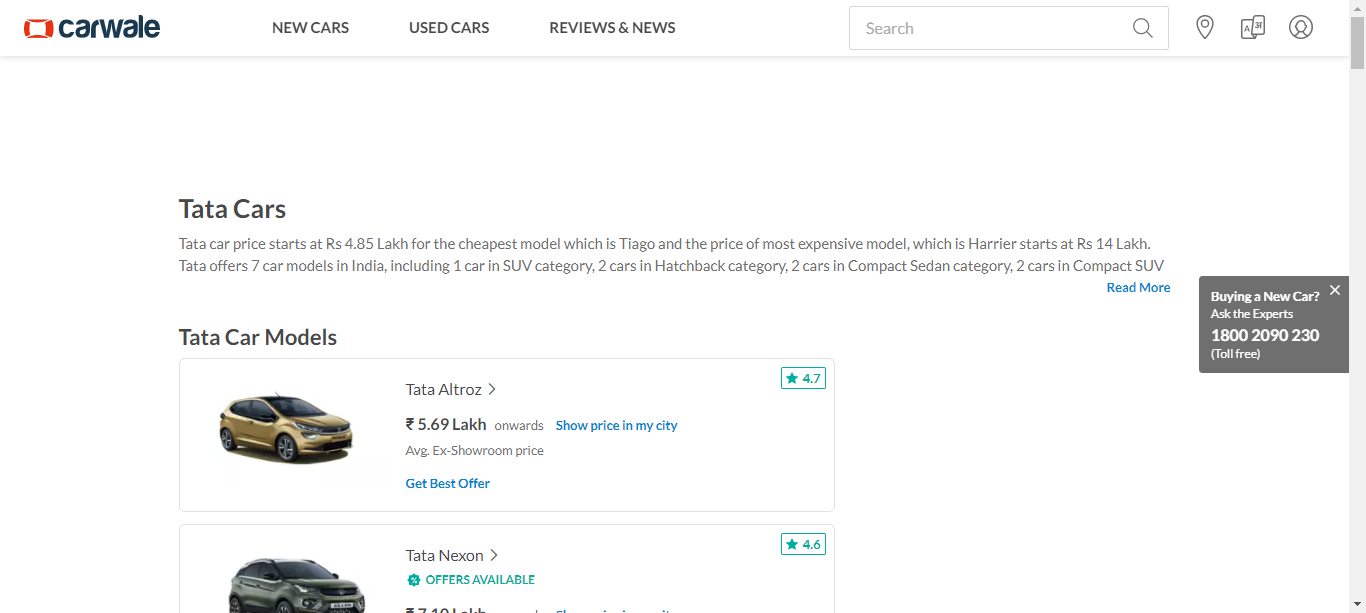 carwale
NEW CARS
USED CARS
REVIEWS & NEWS
Search
A अ
Tata Cars
Tata car price starts at Rs 4.85 Lakh for the cheapest model which is Tiago and the price of most expensive model, which is Harrier starts at Rs 14 Lakh.
Tata offers 7 car models in India, including 1 car in SUV category, 2 cars in Hatchback category, 2 cars in Compact Sedan category, 2 cars in Compact SUV
Read More
Buying a New Car?
Ask the Experts
1800 2090 230
(Toll free)
Tata Car Models
4.7
Tata Altroz
₹ 5.69 Lakh onwards Show price in my city
Avg. Ex-Showroom price
Get Best Offer
4.6
Tata Nexon
OFFERS AVAILABLE
₹ 7.10 Lakh